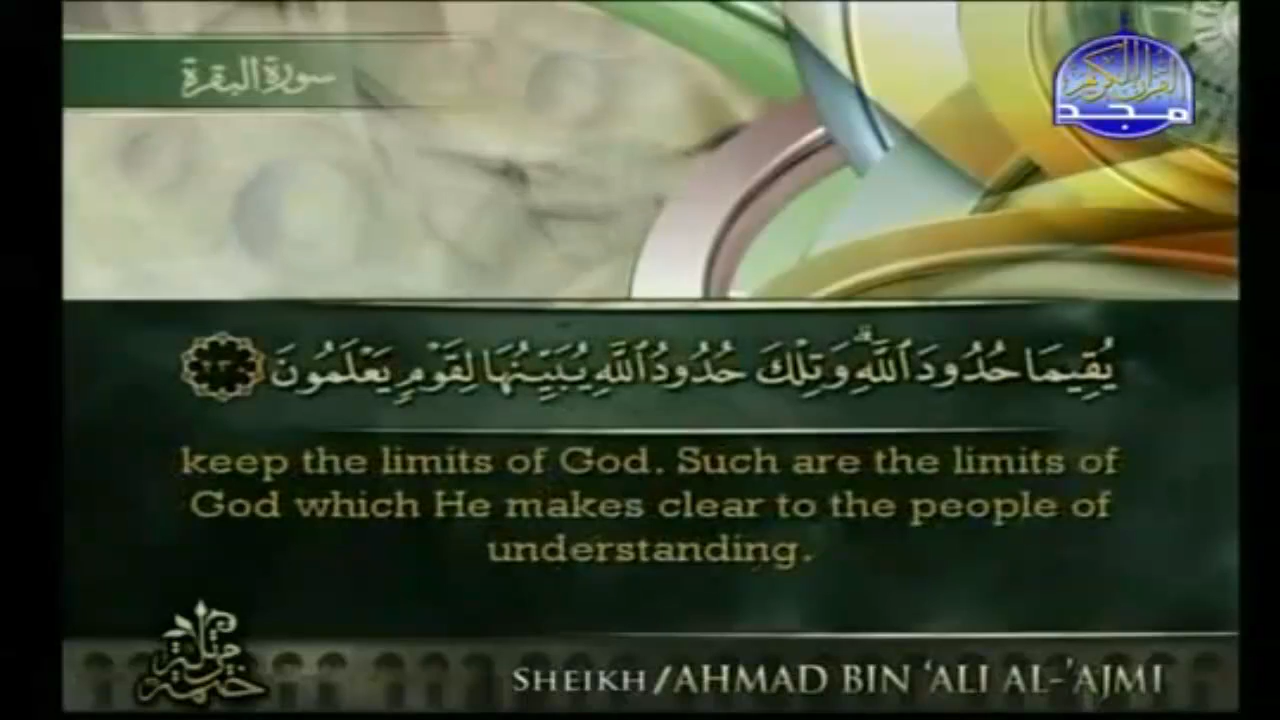 سورة البقرة
القرآن الكريم
مجد
يُقِيمَا حُدُودَ ٱللَّهِ ۗ وَتِلْكَ حُدُودُ ٱللَّهِ يُبَيِّنُهَا لِقَوْمٍ يَعْلَمُونَ
keep the limits of God. Such are the limits of
God which He makes clear to the people of
understanding.
ختمة مرتلة
SHEIKH/AHMAD BIN ‘ALI AL-’AJMI